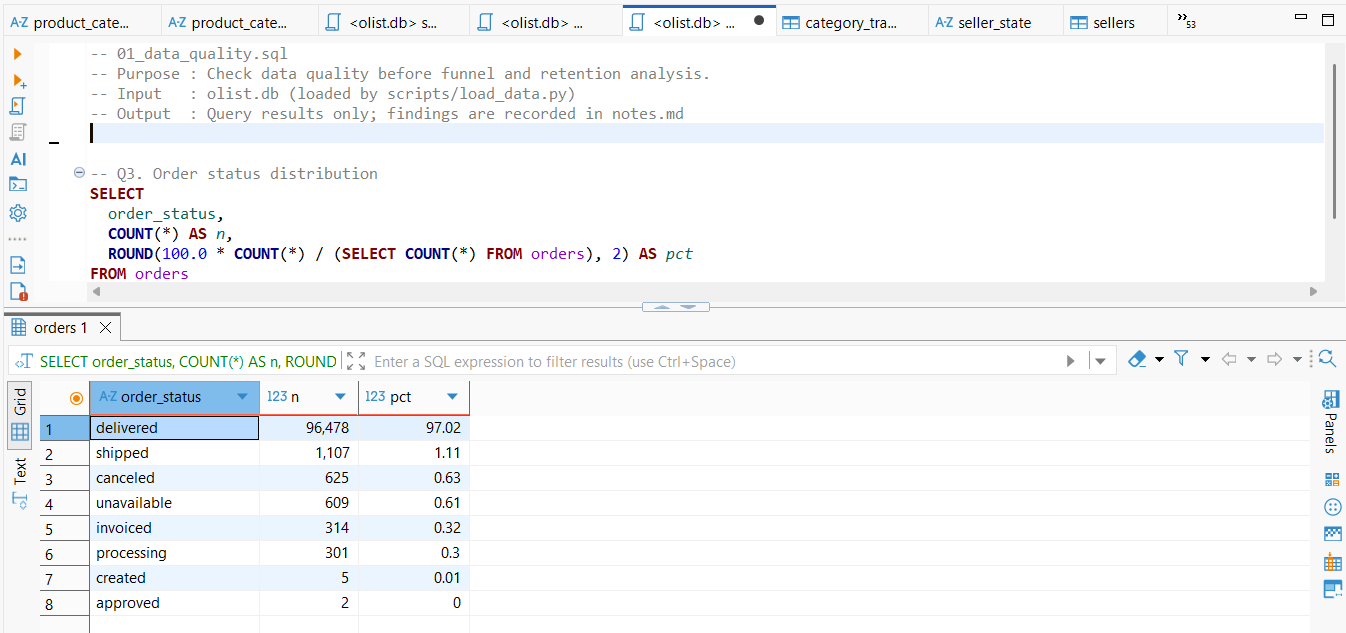 A-Z product_cate...
A-Z product_cate...
<olist.db> s...
<olist.db> ...
<olist.db> ...
category_tra...
A-Z seller_state
sellers
»53
-- 01_data_quality.sql
-- Purpose : Check data quality before funnel and retention analysis.
-- Input   : olist.db (loaded by scripts/load_data.py)
-- Output  : Query results only; findings are recorded in notes.md
AI
-- Q3. Order status distribution
SELECT
order_status,
COUNT(*) AS n,
ROUND(100.0 * COUNT(*) / (SELECT COUNT(*) FROM orders), 2) AS pct
FROM orders
orders 1
SELECT order_status, COUNT(*) AS n, ROUND
Enter a SQL expression to filter results (use Ctrl+Space)
Grid
Text
Panels
A-Z order_status 123 n 123 pct
1 delivered 96,478 97.02
2 shipped 1,107 1.11
3 canceled 625 0.63
4 unavailable 609 0.61
5 invoiced 314 0.32
6 processing 301 0.3
7 created 5 0.01
8 approved 2 0